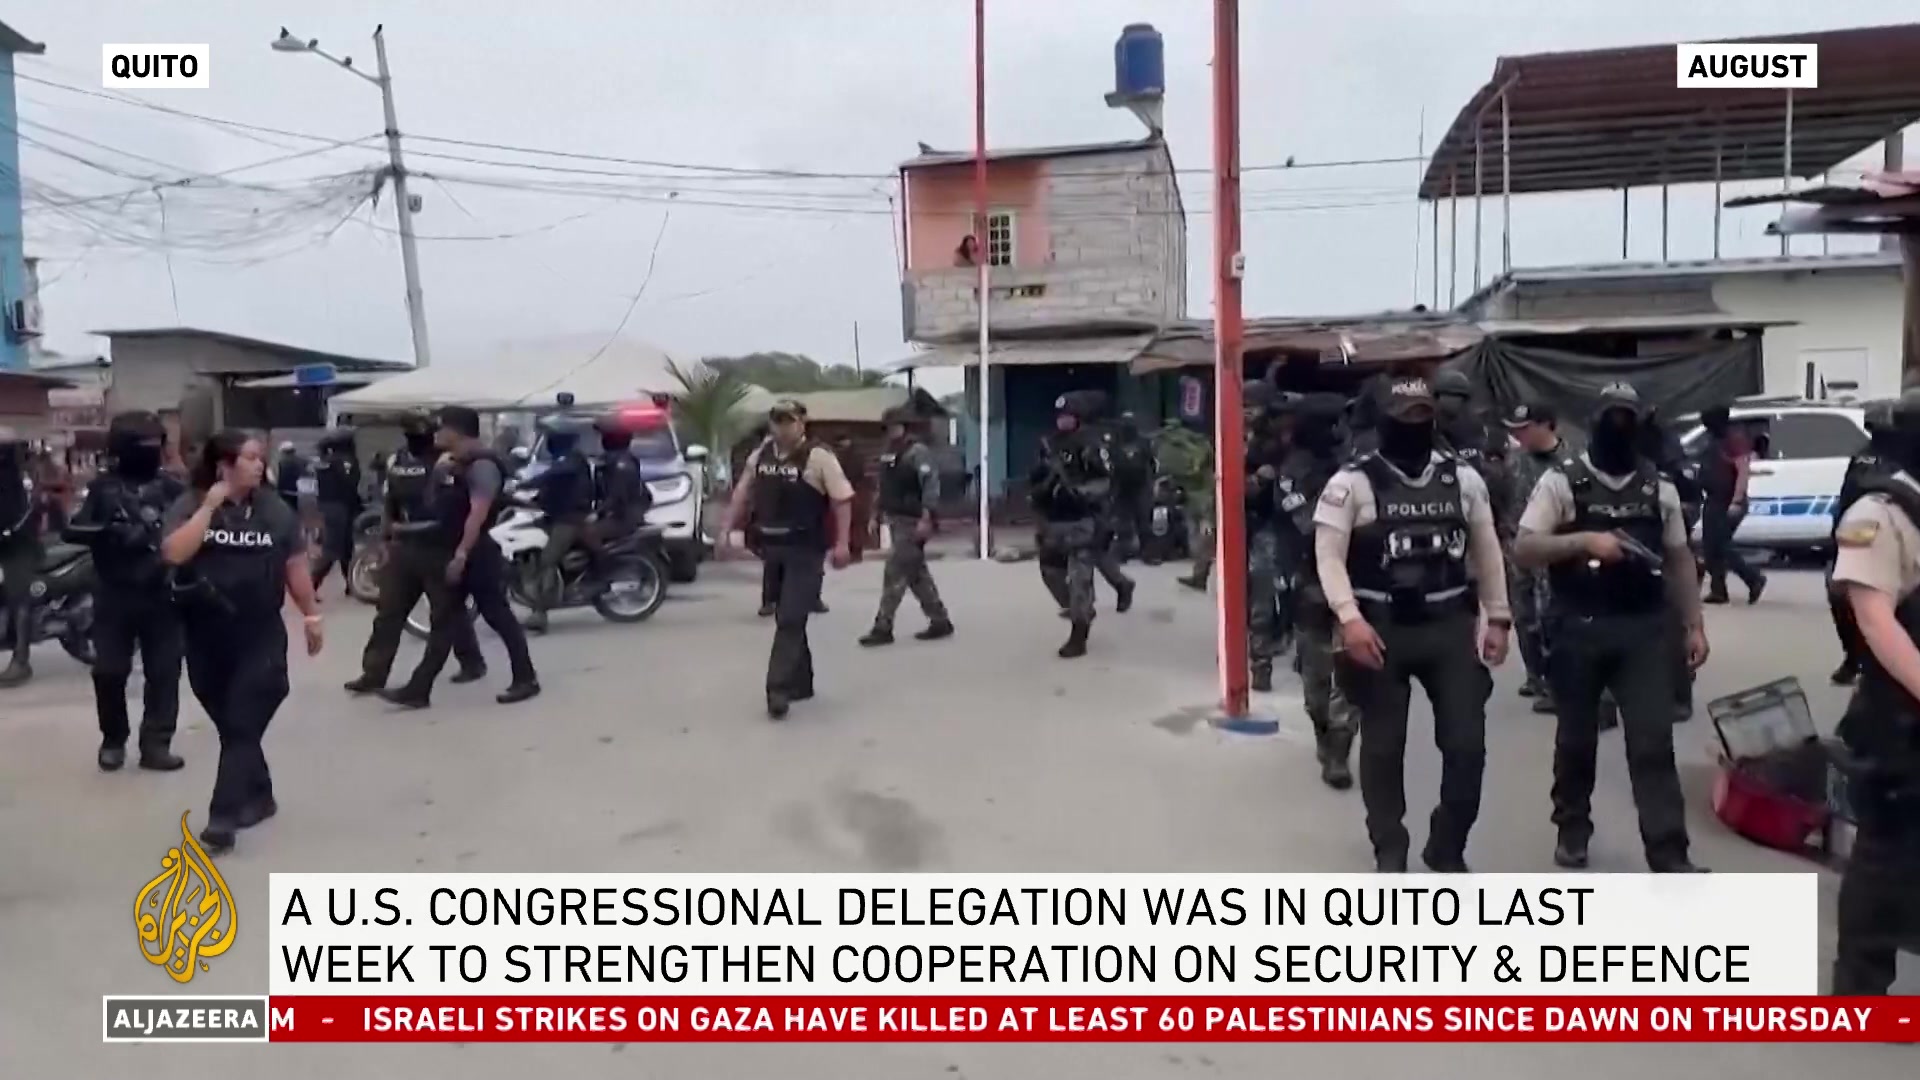 QUITO
AUGUST
POLICIA
POLICIA
POLICIA
POLICIA
A U.S. CONGRESSIONAL DELEGATION WAS IN QUITO LAST
WEEK TO STRENGTHEN COOPERATION ON SECURITY & DEFENCE
ALJAZEERA
M - ISRAELI STRIKES ON GAZA HAVE KILLED AT LEAST 60 PALESTINIANS SINCE DAWN ON THURSDAY -